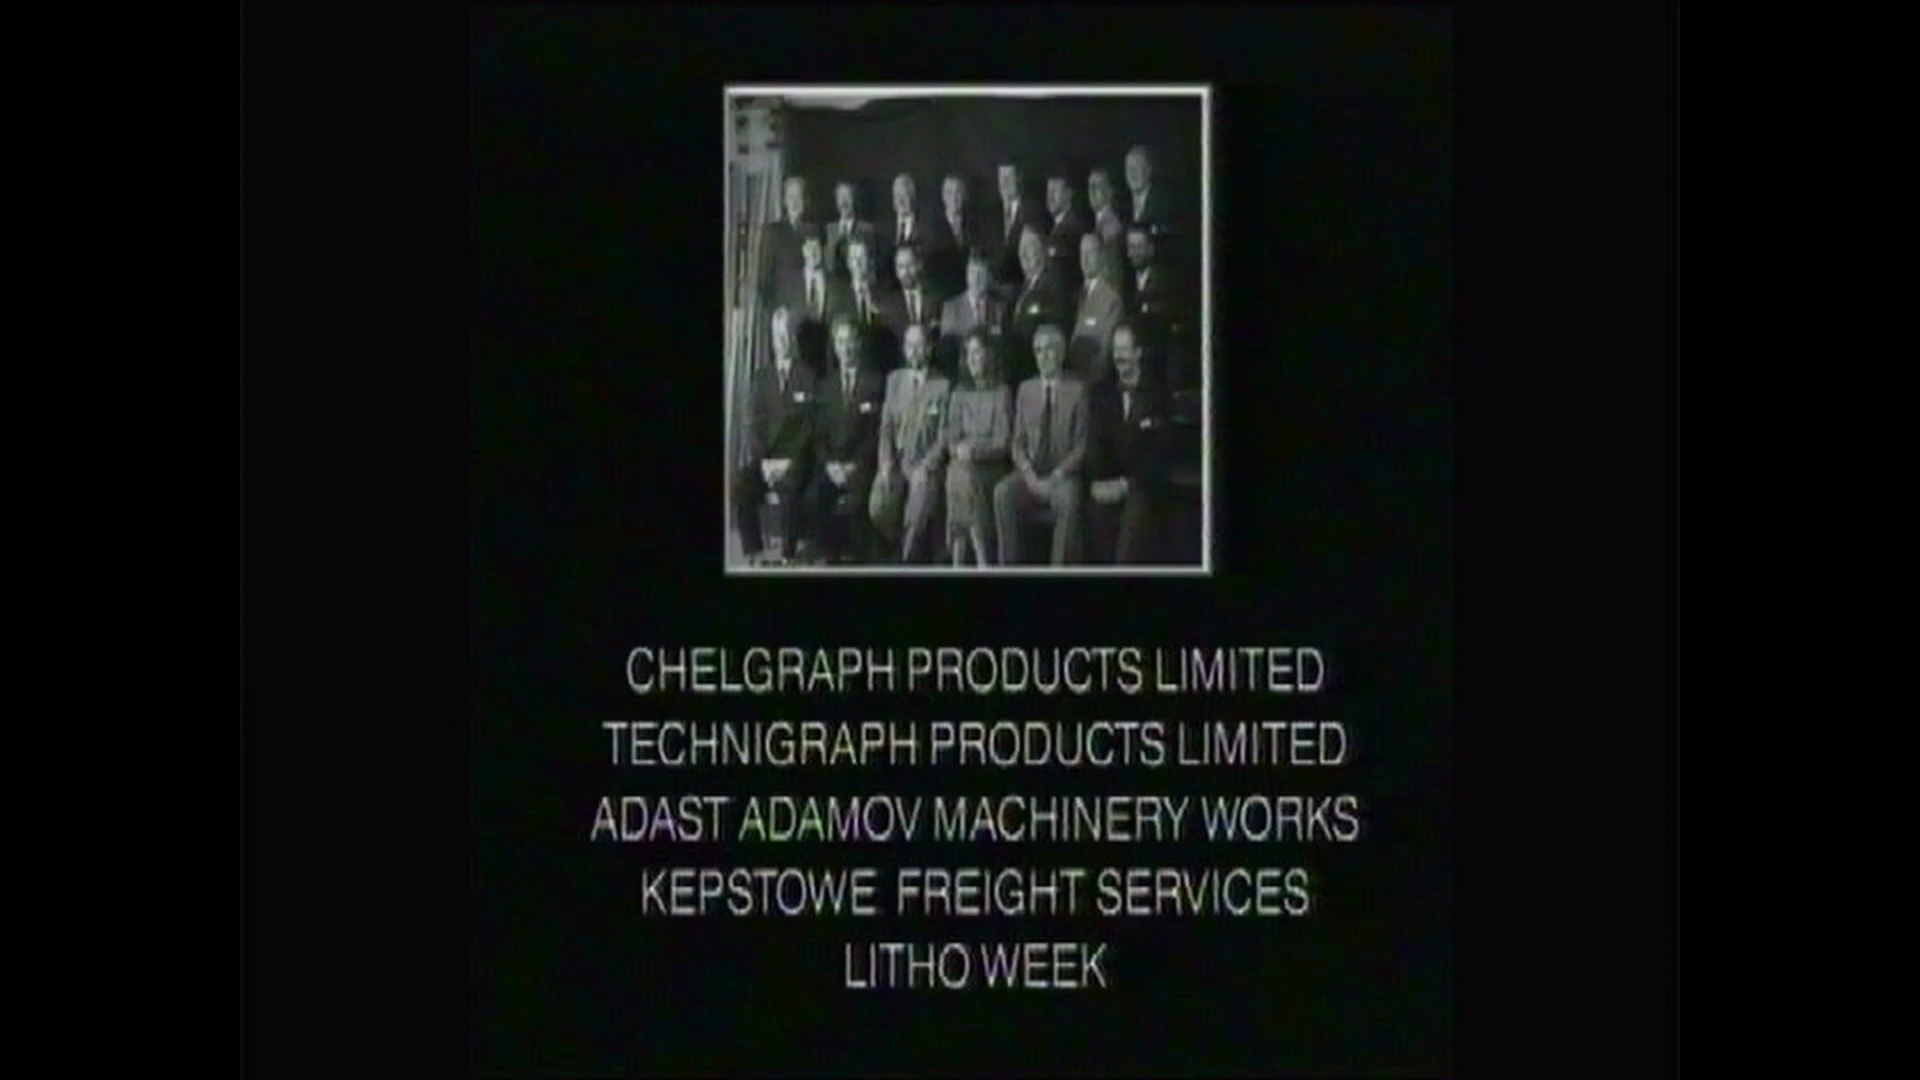 CHELGRAPH PRODUCTS LIMITED
TECHNIGRAPH PRODUCTS LIMITED
ADAST ADAMOV MACHINERY WORKS
KEPSTOWE FREIGHT SERVICES
LITHO WEEK